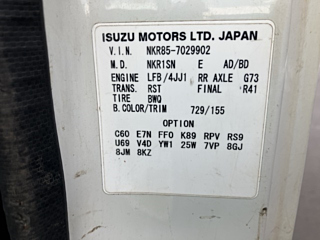 ISUZU MOTORS LTD. JAPAN
V.I.N. NKR85-7029902
M.D. NKR1SN E AD/BD
ENGINE LFB/4JJ1 RR AXLE G73
TRANS. RST FINAL R41
TIRE BWQ
B.COLOR/TRIM 729/155
OPTION
C60 E7N FF0 K89 RPV RS9
U69 V4D YW1 25W 7VP 8GJ
8JM 8KZ